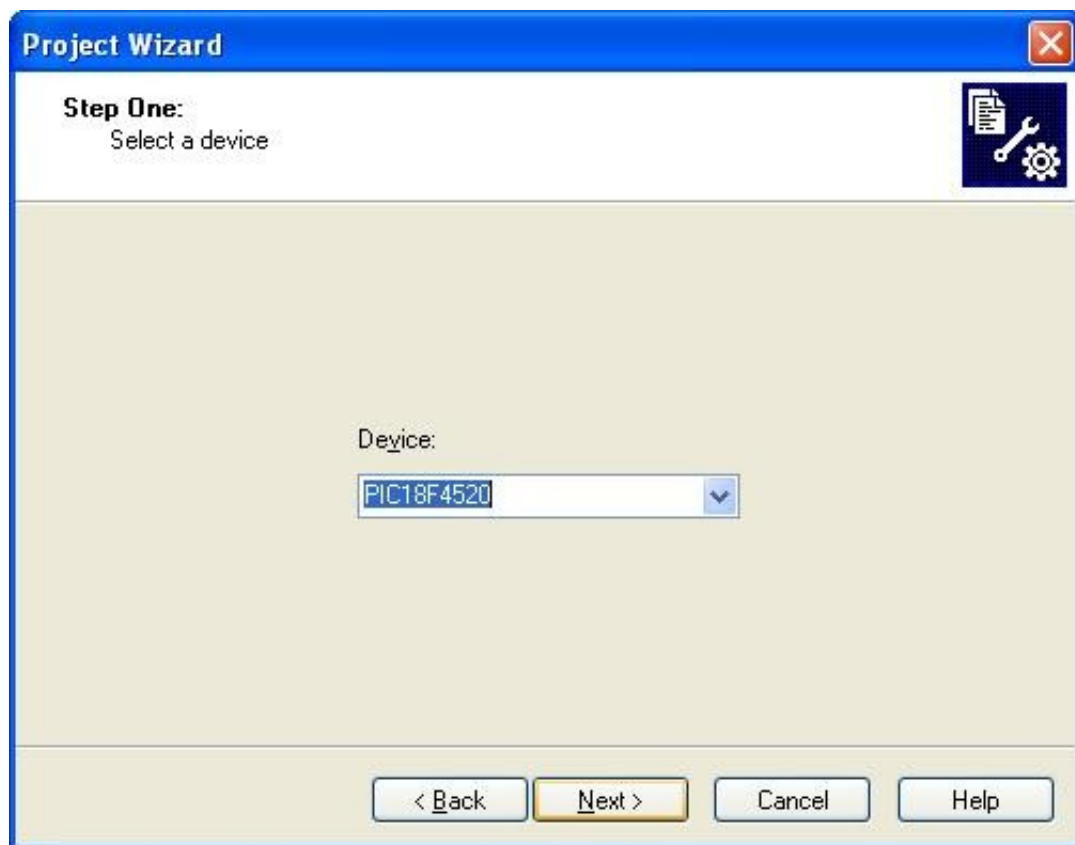 Project Wizard
Step One:
Select a device
Device:
PIC18F4520
< Back
Next >
Cancel
Help